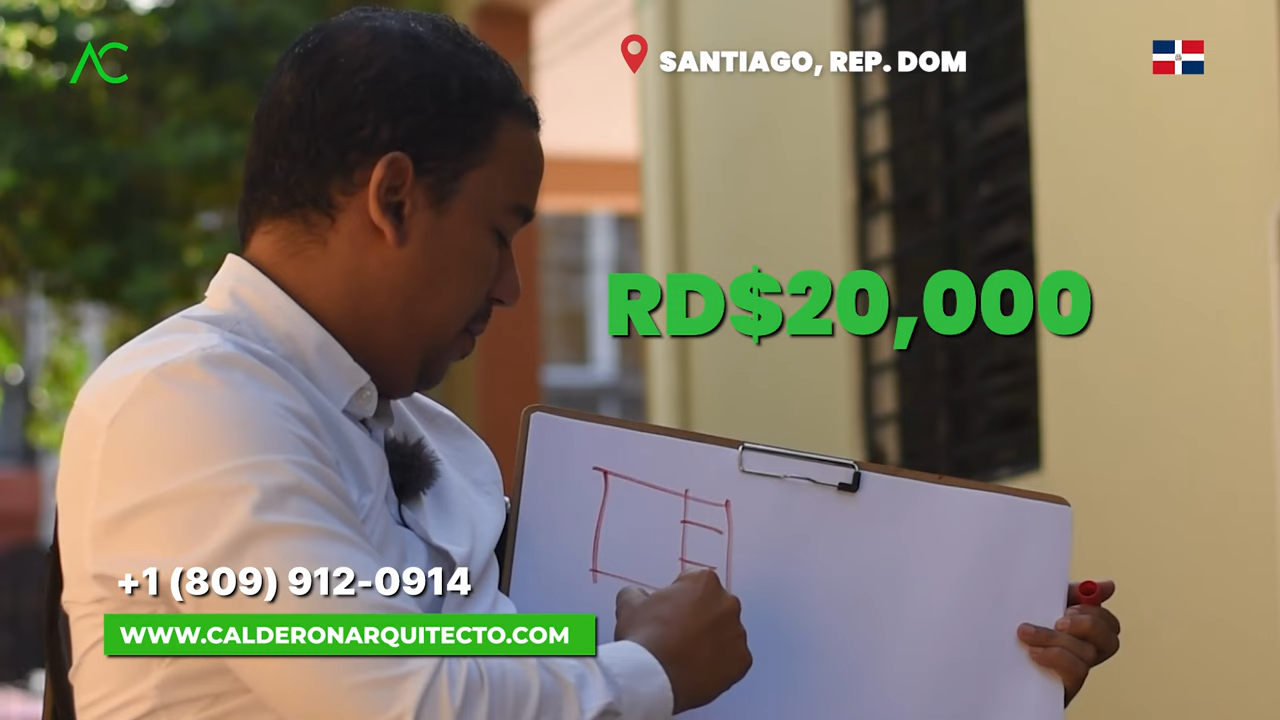 AC
SANTIAGO, REP. DOM
RD$20,000
+1 (809) 912-0914
WWW.CALDERONARQUITECTO.COM